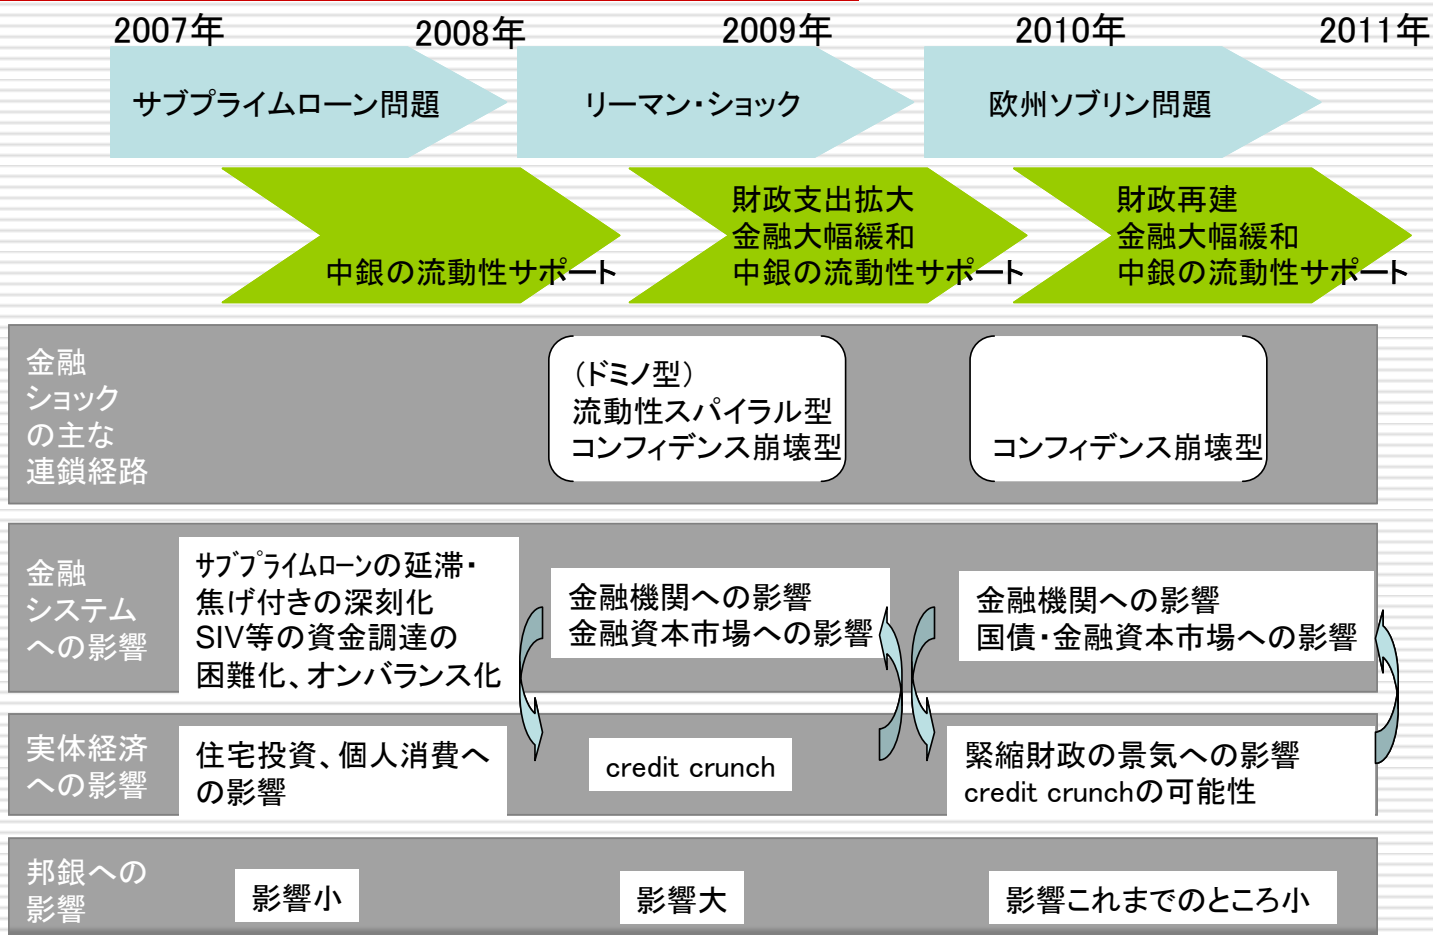 2007年
2008年
2009年
2010年
2011年
サブプライムローン問題
リーマン・ショック
欧州ソブリン問題
中銀の流動性サポート
財政支出拡大
金融大幅緩和
中銀の流動性サポート
財政再建
金融大幅緩和
中銀の流動性サポート
金融
ショック
の主な
連鎖経路
(ドミノ型)
流動性スパイラル型
コンフィデンス崩壊型
コンフィデンス崩壊型
金融
システム
への影響
ｻﾌﾞﾌﾟﾗｲﾑﾛｰﾝの延滞・
焦げ付きの深刻化
SIV等の資金調達の
困難化、オンバランス化
金融機関への影響
金融資本市場への影響
金融機関への影響
国債・金融資本市場への影響
実体経済
への影響
住宅投資、個人消費へ
の影響
credit crunch
緊縮財政の景気への影響
credit crunchの可能性
邦銀への
影響
影響小
影響大
影響これまでのところ小